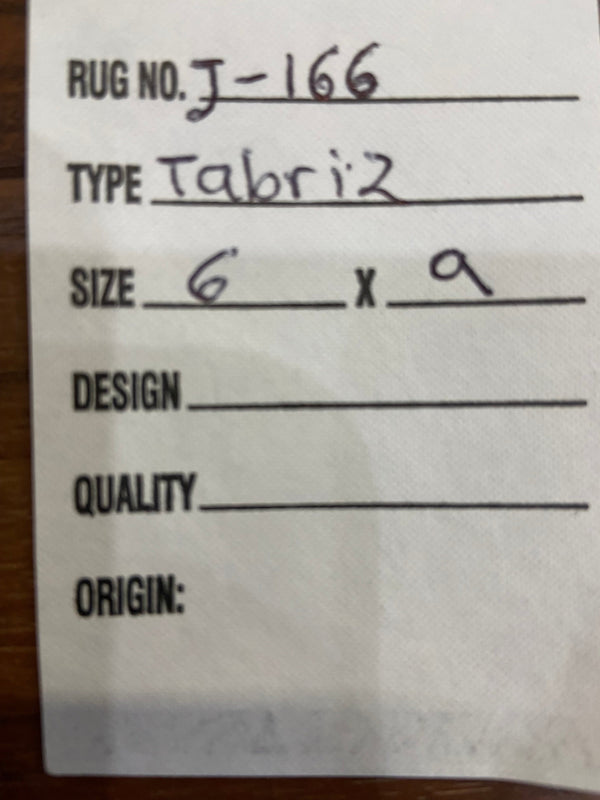 RUG NO. J-166
TYPE Tabriz
SIZE 6' X 9
DESIGN
QUALITY
ORIGIN: